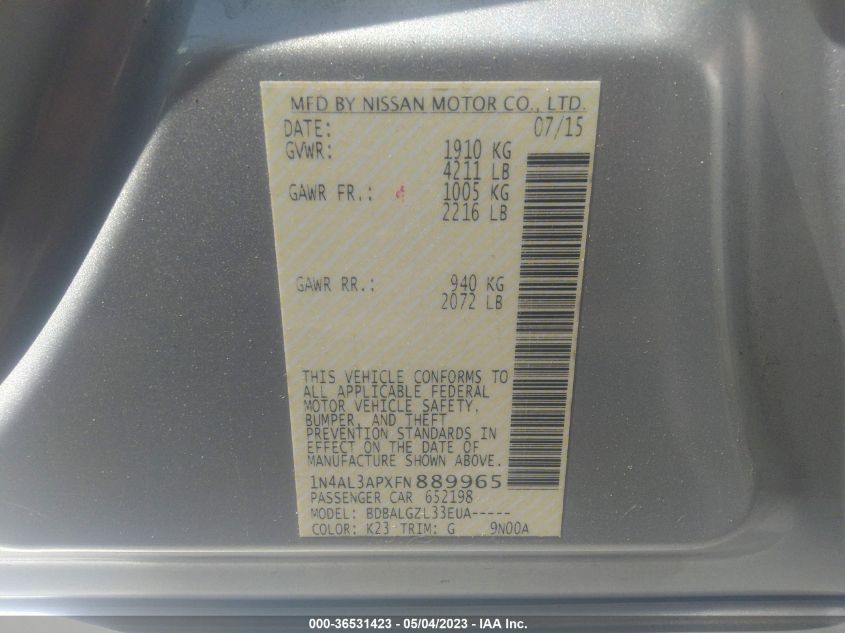 MFD BY NISSAN MOTOR CO., LTD.
DATE: 07/15
GVWR: 1910 KG
4211 LB
GAWR FR.: 1005 KG
2216 LB
GAWR RR.: 940 KG
2072 LB
THIS VEHICLE CONFORMS TO
ALL APPLICABLE FEDERAL
MOTOR VEHICLE SAFETY,
BUMPER, AND THEFT
PREVENTION STANDARDS IN
EFFECT ON THE DATE OF
MANUFACTURE SHOWN ABOVE.
1N4AL3APXFN889965
PASSENGER CAR 652198
MODEL: BDBALGZ-L33EUA-----
COLOR: K23 TRIM: G 9N00A
000-36531423 - 05/04/2023 - IAA Inc.